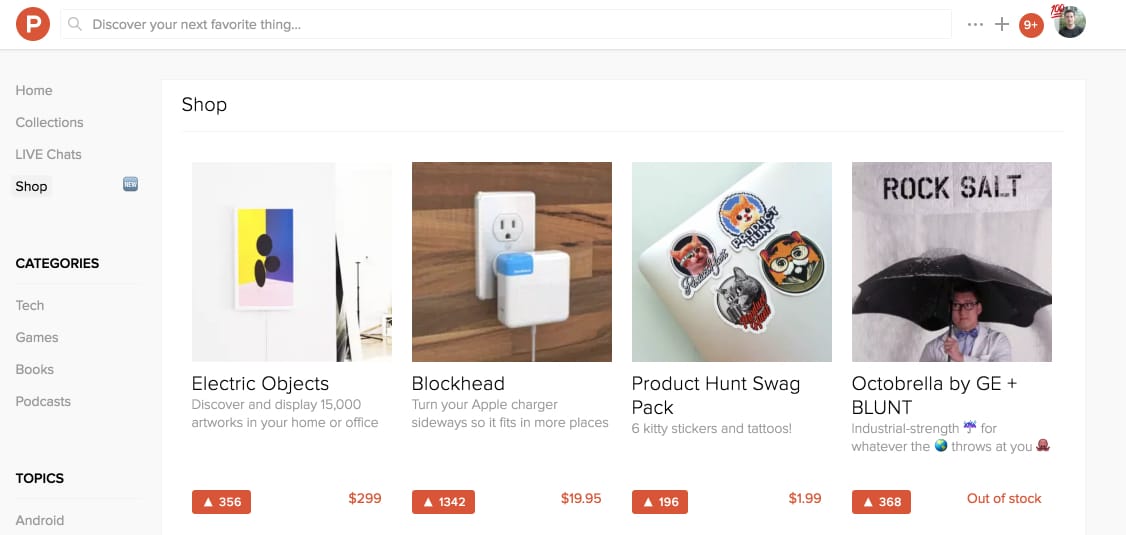 P
Discover your next favorite thing...
9+
100
Home
Collections
LIVE Chats
Shop
NEW
CATEGORIES
Tech
Games
Books
Podcasts
TOPICS
Android
Shop
Electric Objects
Discover and display 15,000
artworks in your home or office
▲ 356
$299
Blockhead
Turn your Apple charger
sideways so it fits in more places
▲ 1342
$19.95
PRODUCT
HUNT
Product Hunt Swag
Pack
6 kitty stickers and tattoos!
▲ 196
$1.99
ROCK SALT
Octobrella by GE +
BLUNT
Industrial-strength ☔ for
whatever the 🌏 throws at you 🐙
▲ 368
Out of stock